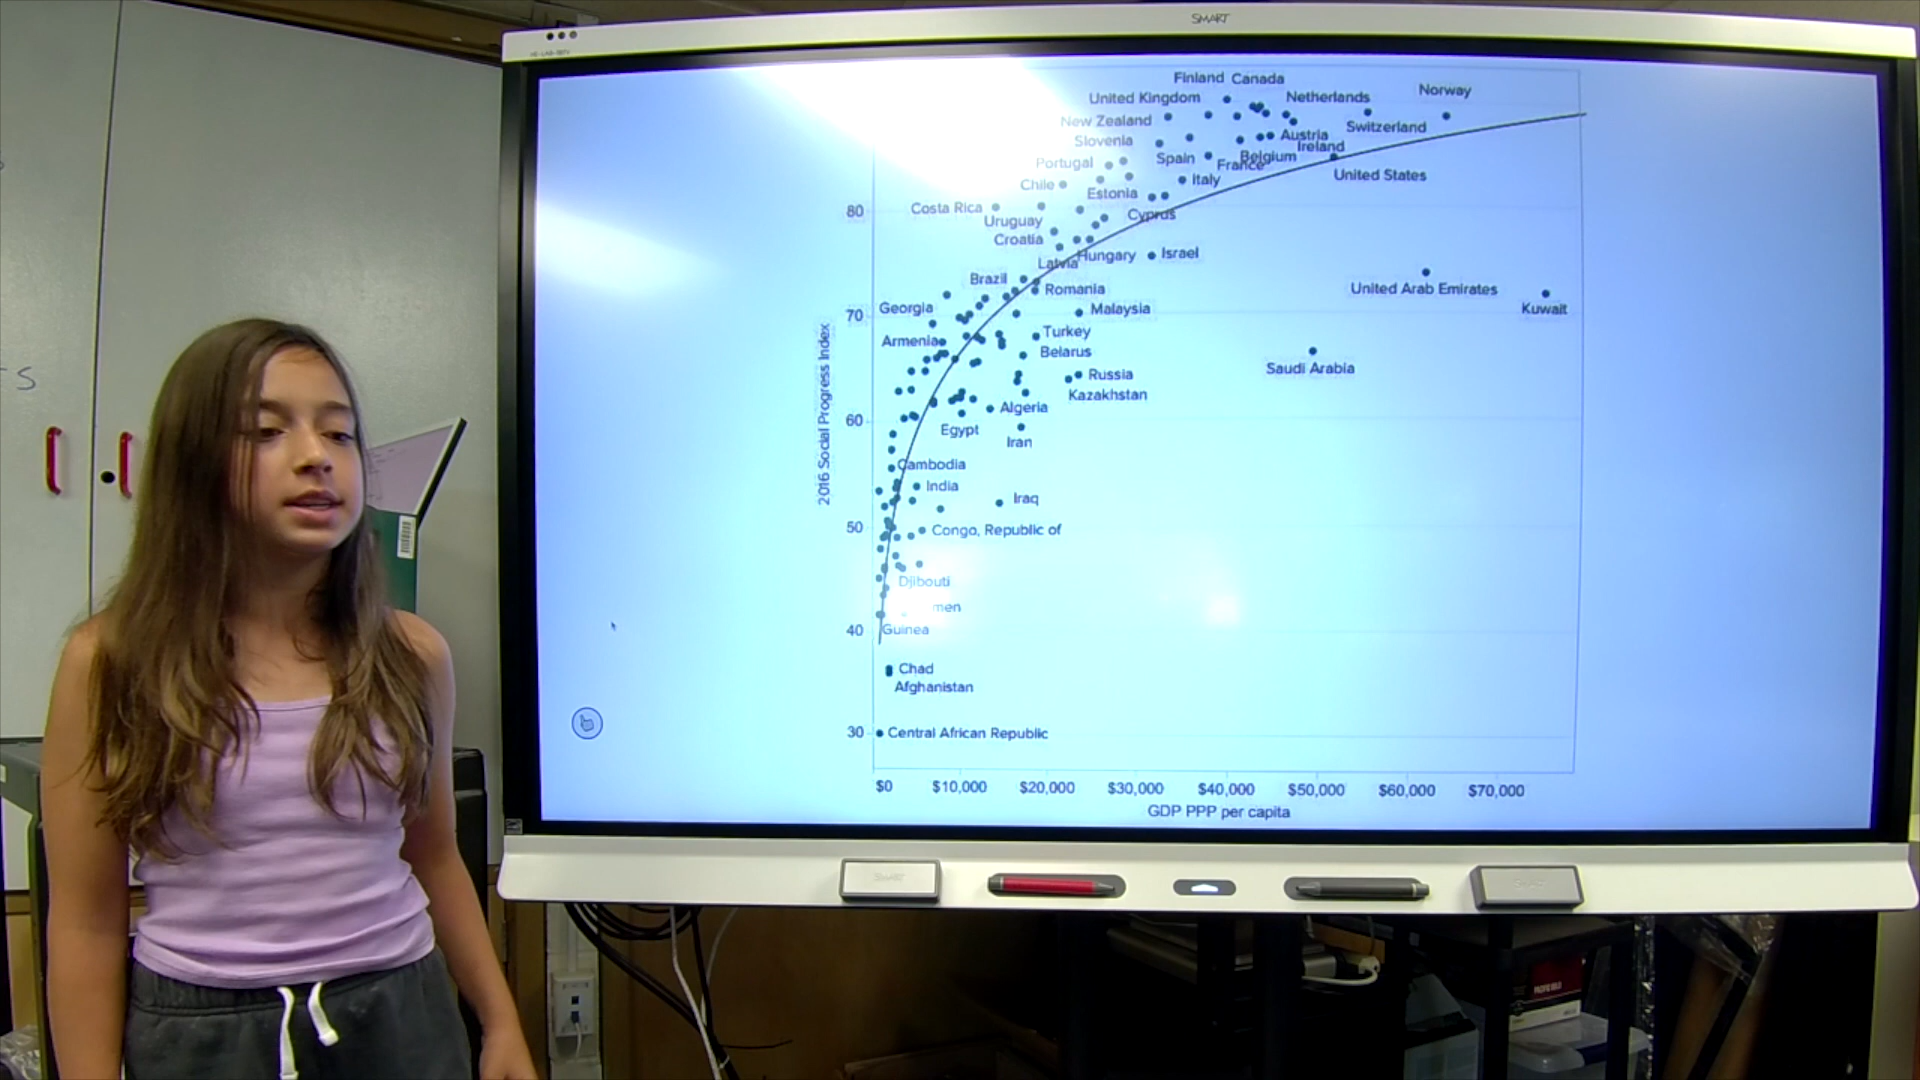 SMART
Finland Canada
United Kingdom Netherlands Norway
New Zealand Switzerland
Slovenia Austria
Ireland
Portugal Spain France Belgium
United States
Chile Estonia Italy
Costa Rica Cyprus
80
Uruguay
Croatia
Latvia Hungary Israel
Brazil Romania United Arab Emirates
Georgia Malaysia Kuwait
70
Armenia Turkey
Belarus
Saudi Arabia
Russia
Kazakhstan
Algeria
60
Egypt
Iran
Cambodia
India
Iraq
50
Congo, Republic of
Djibouti
men
40
Guinea
Chad
Afghanistan
30
Central African Republic
2016 Social Progress Index
$0 $10,000 $20,000 $30,000 $40,000 $50,000 $60,000 $70,000
GDP PPP per capita
SMART
SMART